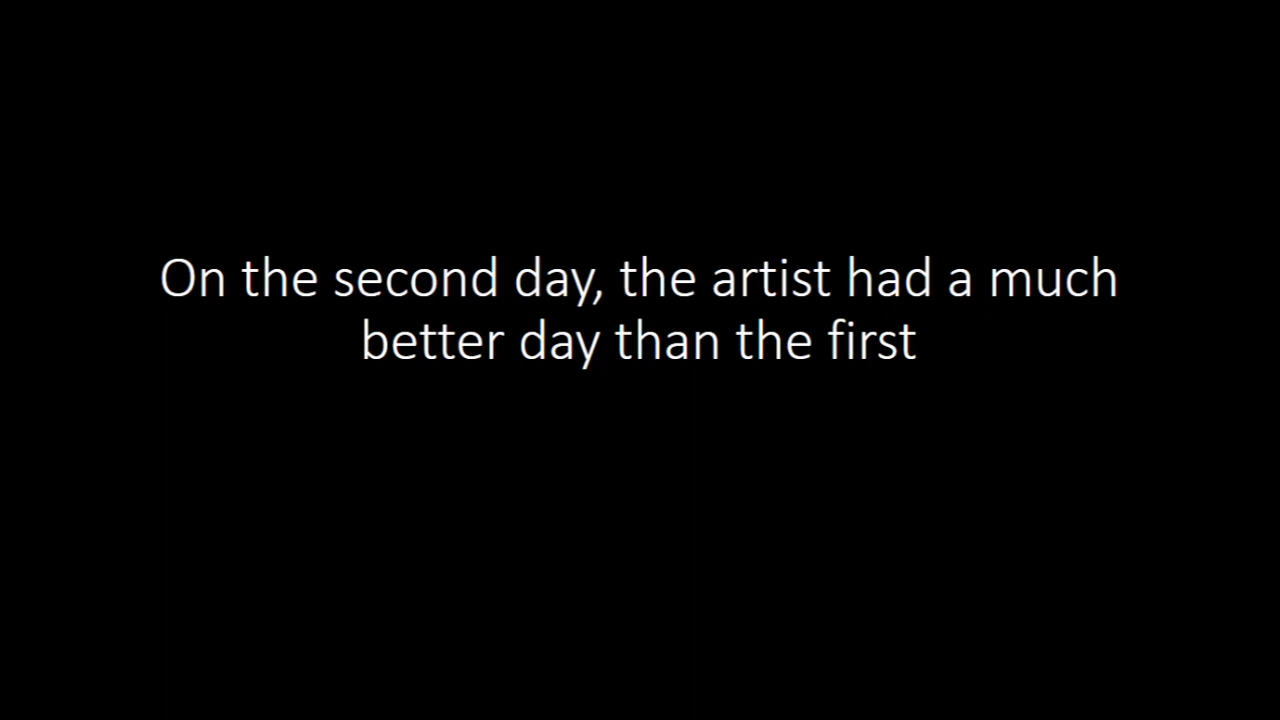 On the second day, the artist had a much
better day than the first